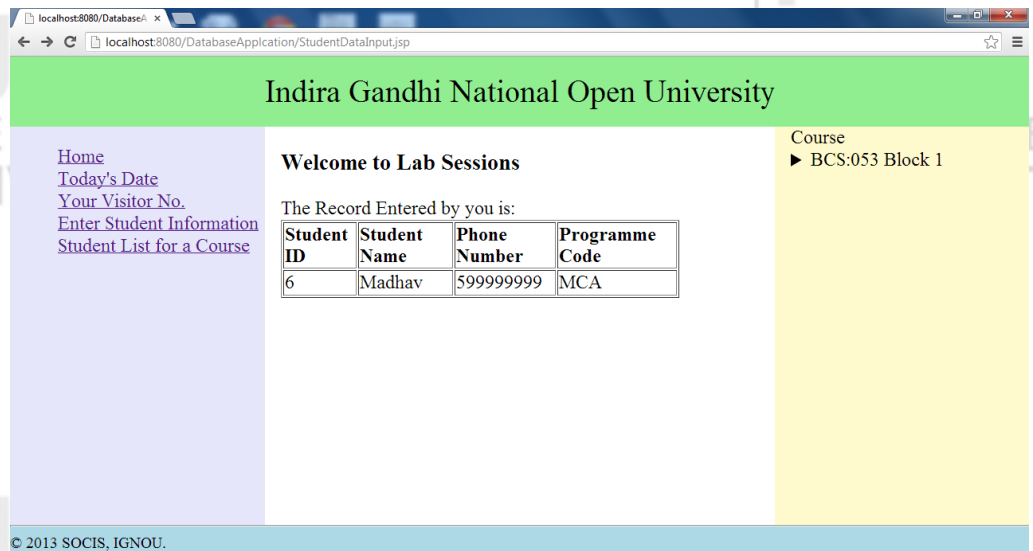 localhost:8080/DatabaseA
localhost:8080/DatabaseApplcation/StudentDataInput.jsp
Indira Gandhi National Open University
Home
Today's Date
Your Visitor No.
Enter Student Information
Student List for a Course
Welcome to Lab Sessions
The Record Entered by you is:
Student ID Student Name Phone Number Programme Code
6 Madhav 599999999 MCA
Course
BCS:053 Block 1
© 2013 SOCIS, IGNOU.